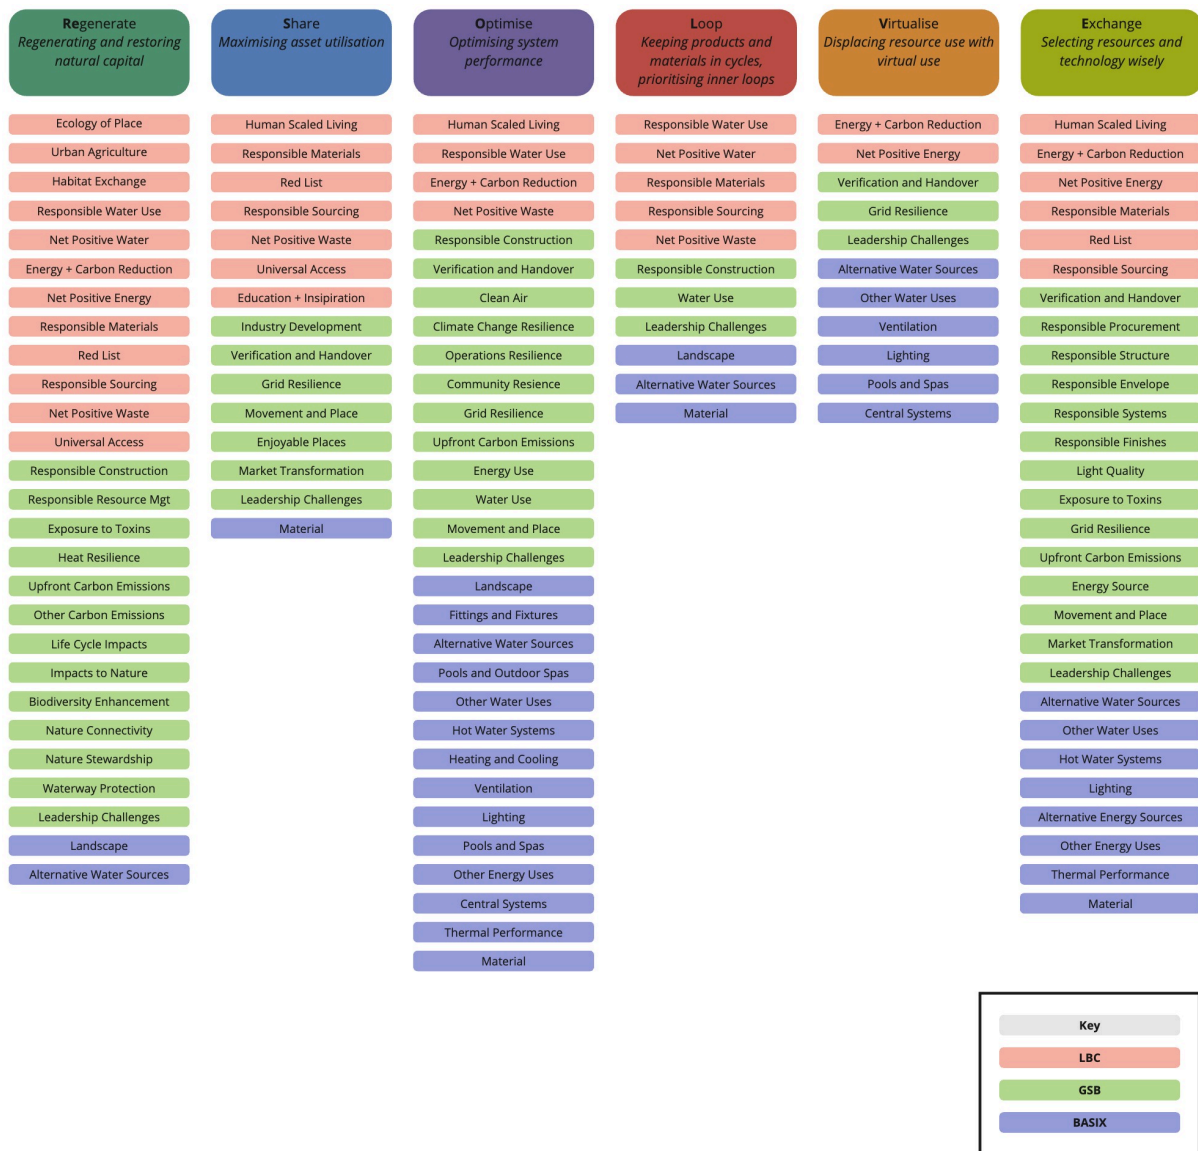 Regenerate
Regenerating and restoring
natural capital
Ecology of Place
Urban Agriculture
Habitat Exchange
Responsible Water Use
Net Positive Water
Energy + Carbon Reduction
Net Positive Energy
Responsible Materials
Red List
Responsible Sourcing
Net Positive Waste
Universal Access
Responsible Construction
Responsible Resource Mgt
Exposure to Toxins
Heat Resilience
Upfront Carbon Emissions
Other Carbon Emissions
Life Cycle Impacts
Impacts to Nature
Biodiversity Enhancement
Nature Connectivity
Nature Stewardship
Waterway Protection
Leadership Challenges
Landscape
Alternative Water Sources
Share
Maximising asset utilisation
Human Scaled Living
Responsible Materials
Red List
Responsible Sourcing
Net Positive Waste
Universal Access
Education + Insipiration
Industry Development
Verification and Handover
Grid Resilience
Movement and Place
Enjoyable Places
Market Transformation
Leadership Challenges
Material
Optimise
Optimising system
performance
Human Scaled Living
Responsible Water Use
Energy + Carbon Reduction
Net Positive Waste
Responsible Construction
Verification and Handover
Clean Air
Climate Change Resilience
Operations Resilience
Community Resience
Grid Resilience
Upfront Carbon Emissions
Energy Use
Water Use
Movement and Place
Leadership Challenges
Landscape
Fittings and Fixtures
Alternative Water Sources
Pools and Outdoor Spas
Other Water Uses
Hot Water Systems
Heating and Cooling
Ventilation
Lighting
Pools and Spas
Other Energy Uses
Central Systems
Thermal Performance
Material
Loop
Keeping products and
materials in cycles,
prioritising inner loops
Responsible Water Use
Net Positive Water
Responsible Materials
Responsible Sourcing
Net Positive Waste
Responsible Construction
Water Use
Leadership Challenges
Landscape
Alternative Water Sources
Material
Virtualise
Displacing resource use with
virtual use
Energy + Carbon Reduction
Net Positive Energy
Verification and Handover
Grid Resilience
Leadership Challenges
Alternative Water Sources
Other Water Uses
Ventilation
Lighting
Pools and Spas
Central Systems
Exchange
Selecting resources and
technology wisely
Human Scaled Living
Energy + Carbon Reduction
Net Positive Energy
Responsible Materials
Red List
Responsible Sourcing
Verification and Handover
Responsible Procurement
Responsible Structure
Responsible Envelope
Responsible Systems
Responsible Finishes
Light Quality
Exposure to Toxins
Grid Resilience
Upfront Carbon Emissions
Energy Source
Movement and Place
Market Transformation
Leadership Challenges
Alternative Water Sources
Other Water Uses
Hot Water Systems
Lighting
Alternative Energy Sources
Other Energy Uses
Thermal Performance
Material
Key
LBC
GSB
BASIX